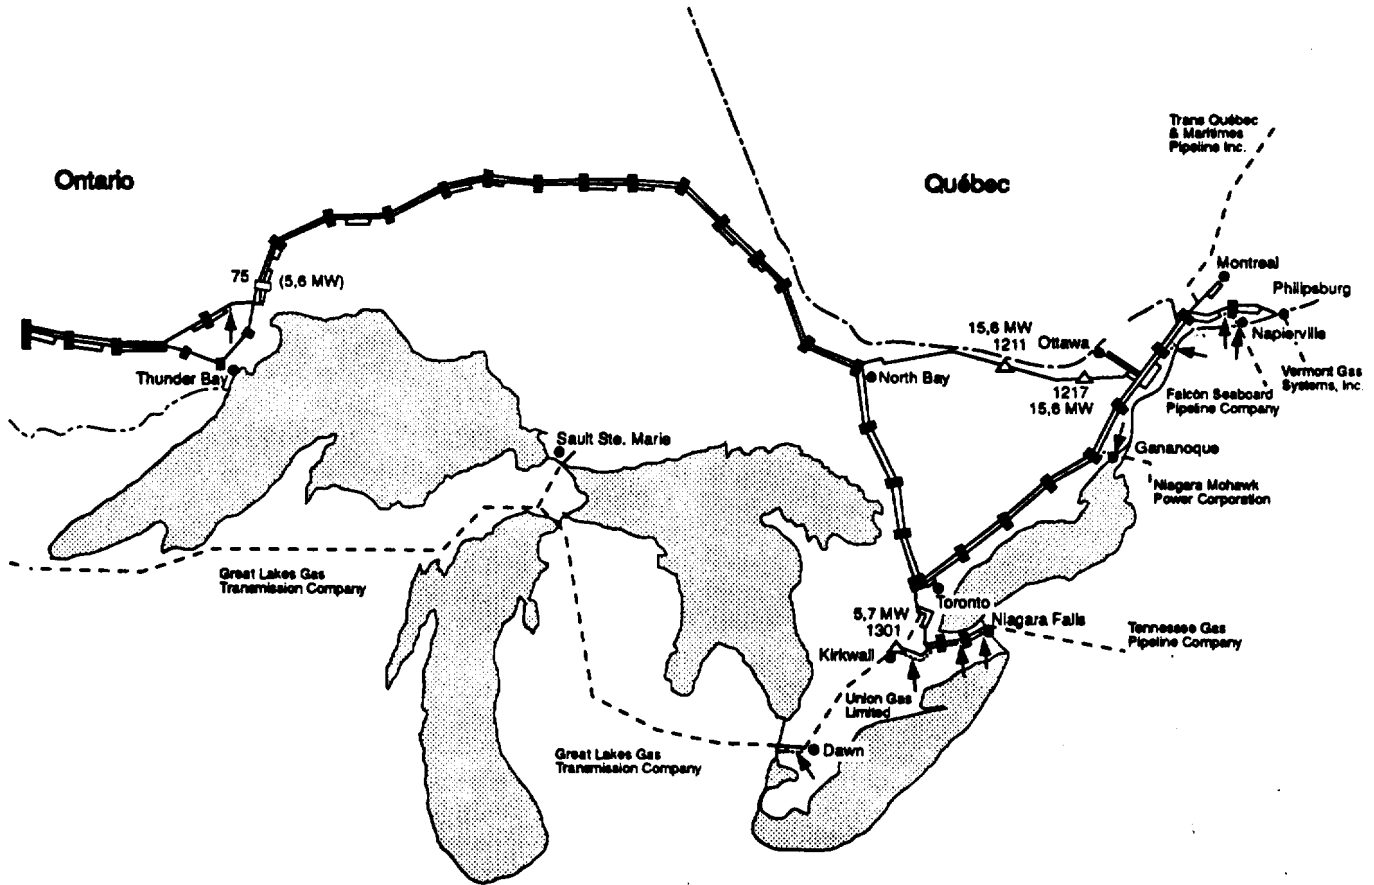 Trans Québec
& Maritimes
Pipeline Inc.
Ontario
Québec
Montreal
75 (5,6 MW)
Philipsburg
15,6 MW
1211
Ottawa
Napierville
Thunder Bay
North Bay
Vermont Gas
Systems, Inc.
1217
15,6 MW
Falcon Seaboard
Pipeline Company
Sault Ste. Marie
Gananoque
Niagara Mohawk
Power Corporation
Great Lakes Gas
Transmission Company
Toronto
5,7 MW
1301
Niagara Falls
Tennessee Gas
Pipeline Company
Kirkwall
Union Gas
Limited
Dawn
Great Lakes Gas
Transmission Company